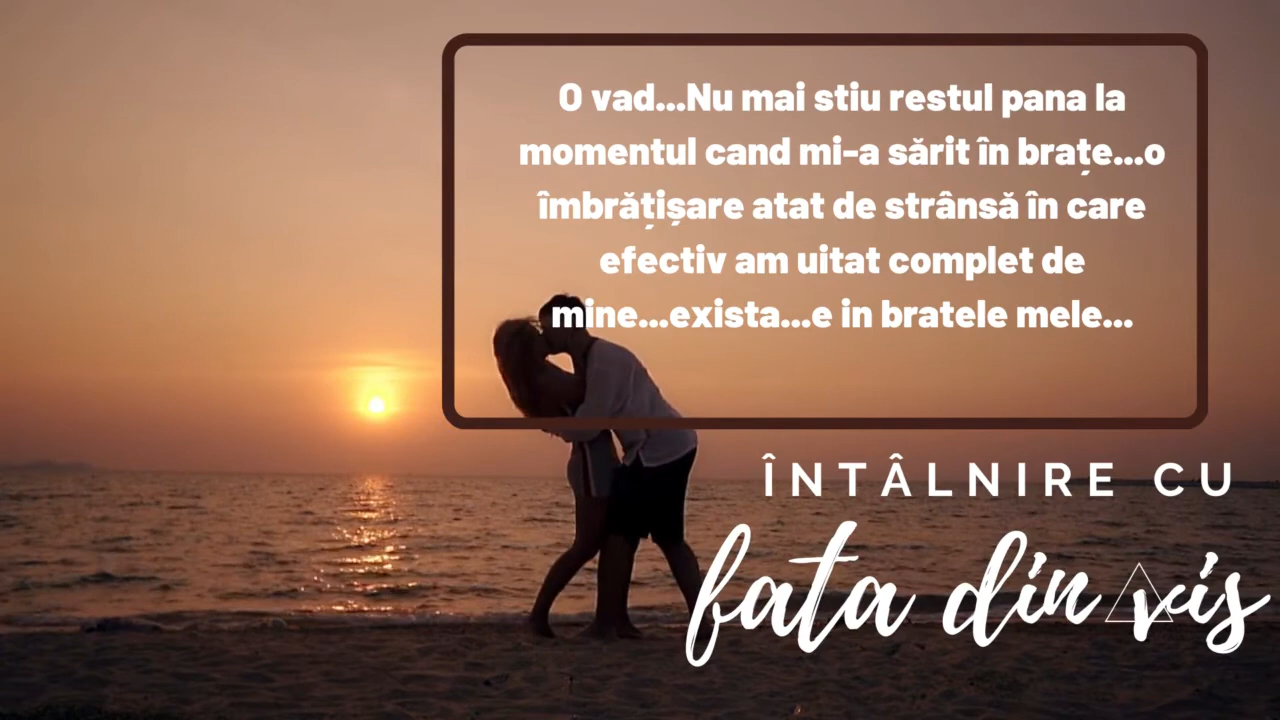 O vad...Nu mai stiu restul pana la
momentul cand mi-a sărit în brațe...o
îmbrățișare atat de strânsă în care
efectiv am uitat complet de
mine...exista...e in bratele mele...
ÎNTÂLNIRE CU
fata din vis